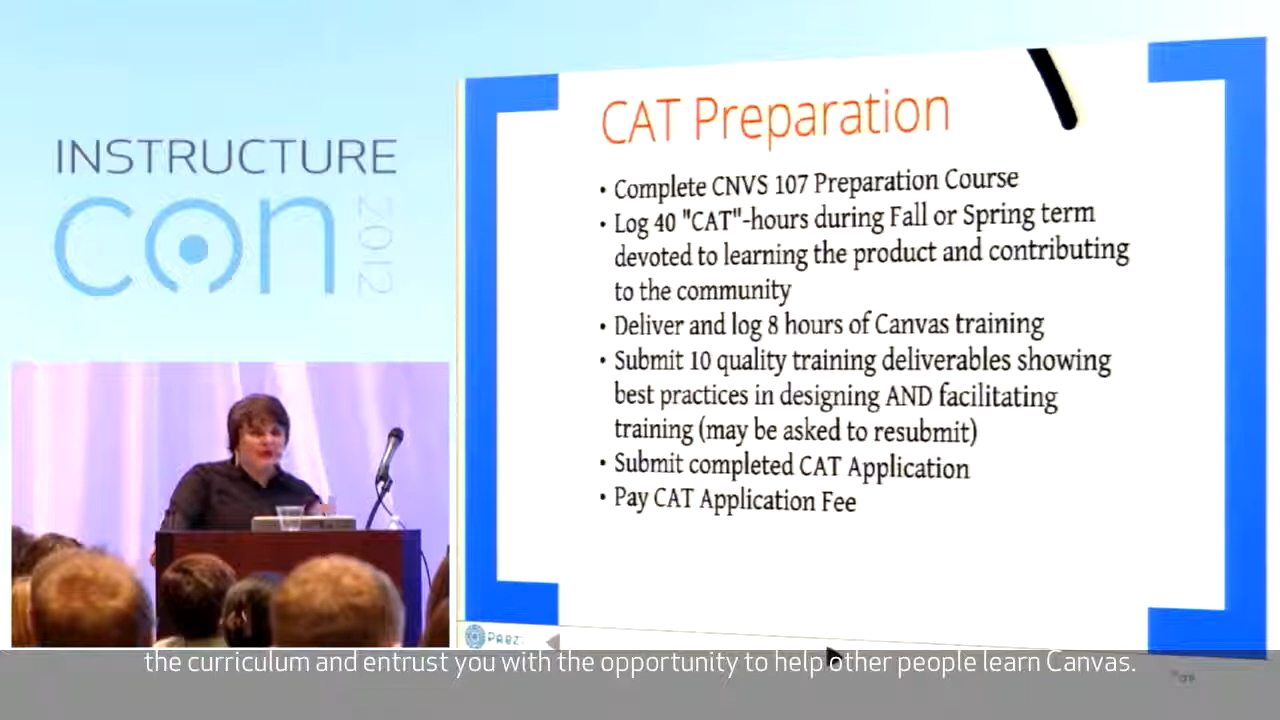 INSTRUCTURE
con
2012
CAT Preparation
• Complete CNVS 107 Preparation Course
• Log 40 "CAT"-hours during Fall or Spring term
devoted to learning the product and contributing
to the community
• Deliver and log 8 hours of Canvas training
• Submit 10 quality training deliverables showing
best practices in designing AND facilitating
training (may be asked to resubmit)
• Submit completed CAT Application
• Pay CAT Application Fee
the curriculum and entrust you with the opportunity to help other people learn Canvas.